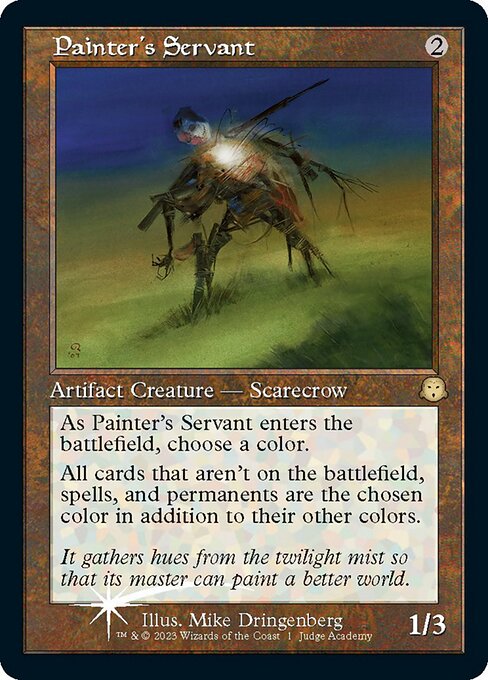 Painter's Servant 2
Artifact Creature — Scarecrow
As Painter's Servant enters the
battlefield, choose a color.
All cards that aren't on the battlefield,
spells, and permanents are the chosen
color in addition to their other colors.
It gathers hues from the twilight mist so
that its master can paint a better world.
Illus. Mike Dringenberg
™ & © 2023 Wizards of the Coast | Judge Academy
1/3